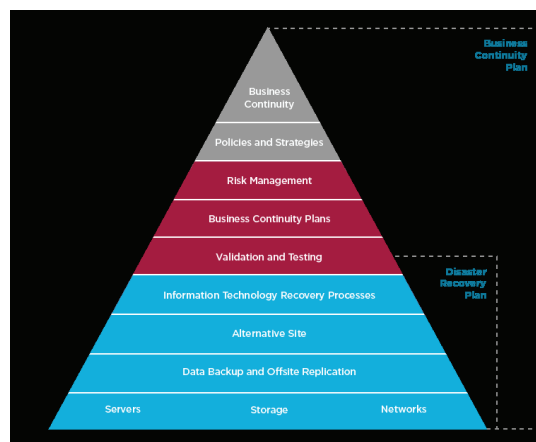 Business
Continuity
Plan
Business
Continuity
Policies and Strategies
Risk Management
Business Continuity Plans
Validation and Testing
Disaster
Recovery
Plan
Information Technology Recovery Processes
Alternative Site
Data Backup and Offsite Replication
Servers Storage Networks